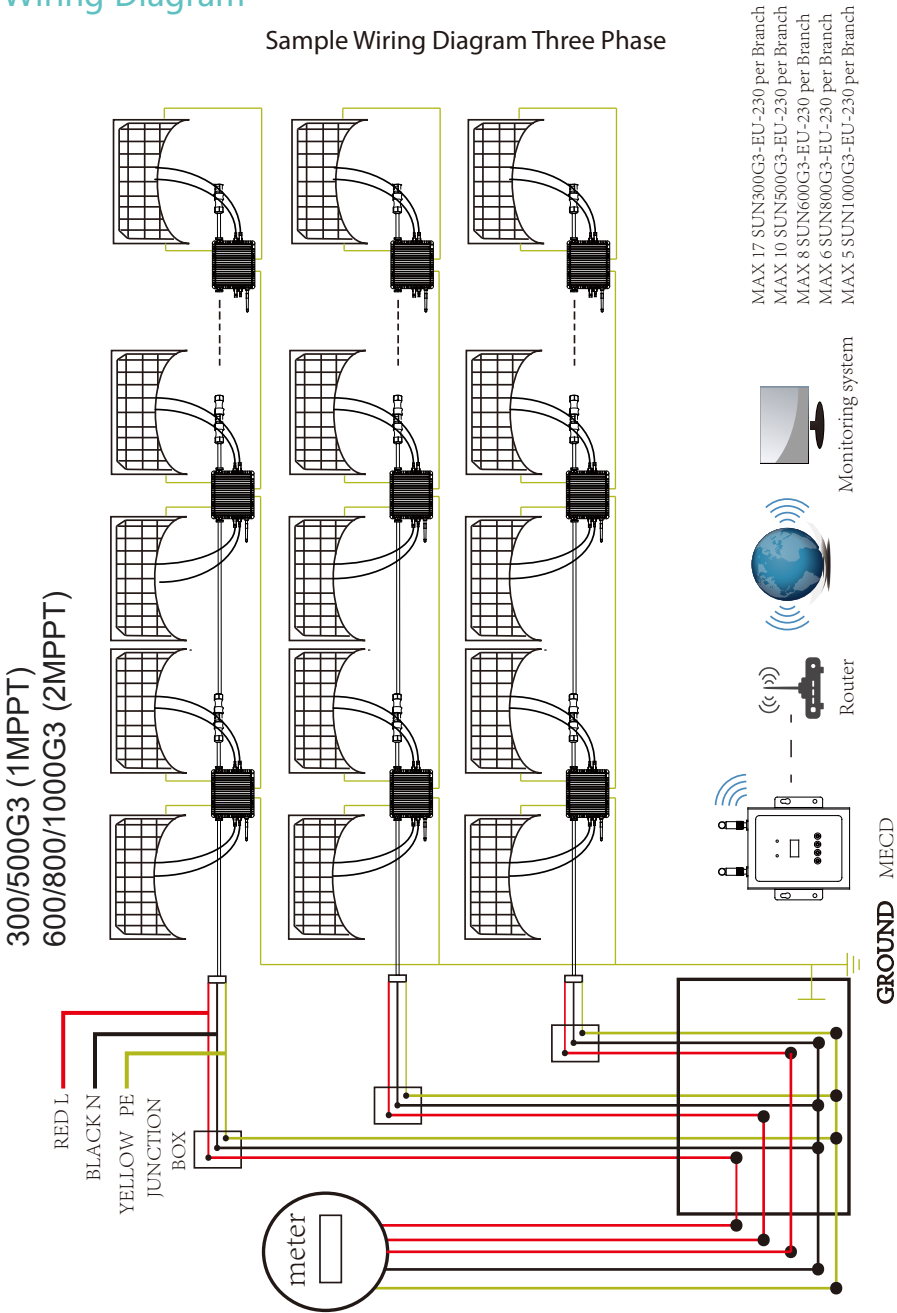 Wiring Diagram
Sample Wiring Diagram Three Phase
300/500G3 (1MPPT)
600/800/1000G3 (2MPPT)
RED L
BLACK N
YELLOW PE
JUNCTION
BOX
meter
GROUND
MECD
Router
Monitoring system
MAX 17 SUN300G3-EU-230 per Branch
MAX 10 SUN500G3-EU-230 per Branch
MAX 8 SUN600G3-EU-230 per Branch
MAX 6 SUN800G3-EU-230 per Branch
MAX 5 SUN1000G3-EU-230 per Branch